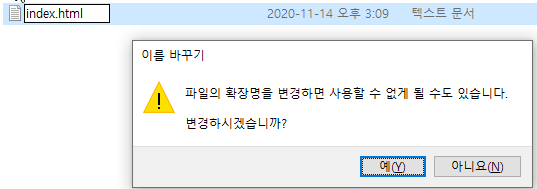 index.html 2020-11-14 오후 3:09 텍스트 문서
이름 바꾸기
파일의 확장명을 변경하면 사용할 수 없게 될 수도 있습니다.
변경하시겠습니까?
예(Y) 아니요(N)